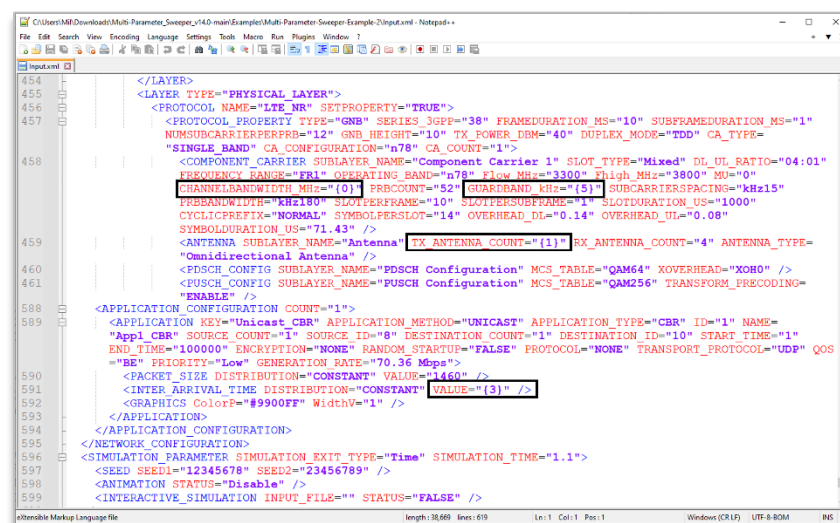 C:\Users\Mif\Downloads\Multi-Parameter_Sweeper_v14.0-main\Examples\Multi-Parameter-Sweeper-Example-2\Input.xml - Notepad++
File Edit Search View Encoding Language Settings Tools Macro Run Plugins Window ?
Input.xml
454 </LAYER>
455 <LAYER TYPE="PHYSICAL_LAYER">
456 <PROTOCOL NAME="LTE_NR" SETPROPERTY="TRUE">
457 <PROTOCOL_PROPERTY TYPE="GNB" SERIES_3GPP="38" FRAMEDURATION_MS="10" SUBFRAMEDURATION_MS="1"
NUMSUBCARRIERPERPRB="12" GNB_HEIGHT="10" TX_POWER_DBM="40" DUPLEX_MODE="TDD" CA_TYPE=
"SINGLE_BAND" CA_CONFIGURATION="n78" CA_COUNT="1">
458 <COMPONENT_CARRIER SUBLAYER_NAME="Component Carrier 1" SLOT_TYPE="Mixed" DL_UL_RATIO="04:01"
FREQUENCY_RANGE="FR1" OPERATING_BAND="n78" Flow_MHz="3300" Fhigh_MHz="3800" MU="0"
CHANNELBANDWIDTH_MHz="{0}" PRBCOUNT="52" GUARDBAND_kHz="{5}" SUBCARRIERSPACING="kHz15"
PRBBANDWIDTH="kHz180" SLOTPERFRAME="10" SLOTPERSUBFRAME="1" SLOTDURATION_US="1000"
CYCLICPREFIX="NORMAL" SYMBOLPERSLOT="14" OVERHEAD_DL="0.14" OVERHEAD_UL="0.08"
SYMBOLDURATION_US="71.43" />
459 <ANTENNA SUBLAYER_NAME="Antenna" TX_ANTENNA_COUNT="{1}" RX_ANTENNA_COUNT="4" ANTENNA_TYPE=
"Omnidirectional Antenna" />
460 <PDSCH_CONFIG SUBLAYER_NAME="PDSCH Configuration" MCS_TABLE="QAM64" XOVERHEAD="XOH0" />
461 <PUSCH_CONFIG SUBLAYER_NAME="PUSCH Configuration" MCS_TABLE="QAM256" TRANSFORM_PRECODING=
"ENABLE" />
588 <APPLICATION_CONFIGURATION COUNT="1">
589 <APPLICATION KEY="Unicast_CBR" APPLICATION_METHOD="UNICAST" APPLICATION_TYPE="CBR" ID="1" NAME=
"App1_CBR" SOURCE_COUNT="1" SOURCE_ID="8" DESTINATION_COUNT="1" DESTINATION_ID="10" START_TIME="1"
END_TIME="100000" ENCRYPTION="NONE" RANDOM_STARTUP="FALSE" PROTOCOL="NONE" TRANSPORT_PROTOCOL="UDP" QOS
="BE" PRIORITY="Low" GENERATION_RATE="70.36 Mbps">
590 <PACKET_SIZE DISTRIBUTION="CONSTANT" VALUE="1460" />
591 <INTER_ARRIVAL_TIME DISTRIBUTION="CONSTANT" VALUE="{3}" />
592 <GRAPHICS ColorP="#9900FF" WidthV="1" />
593 </APPLICATION>
594 </APPLICATION_CONFIGURATION>
595 </NETWORK_CONFIGURATION>
596 <SIMULATION_PARAMETER SIMULATION_EXIT_TYPE="Time" SIMULATION_TIME="1.1">
597 <SEED SEED1="12345678" SEED2="23456789" />
598 <ANIMATION STATUS="Disable" />
599 <INTERACTIVE_SIMULATION INPUT_FILE="" STATUS="FALSE" />
eXtensible Markup Language file length : 38,669 lines : 619 Ln : 1 Col : 1 Pos : 1 Windows (CR LF) UTF-8-BOM INS